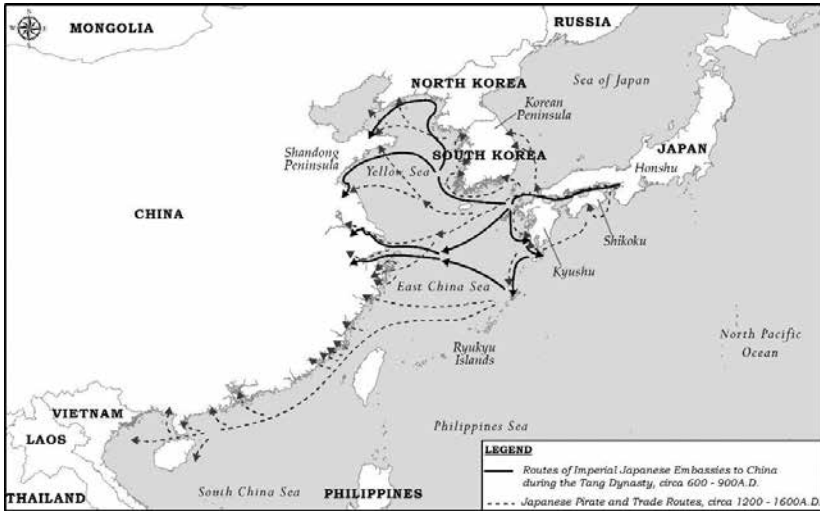 MONGOLIA
RUSSIA
NORTH KOREA
Sea of Japan
Korean
Peninsula
SOUTH KOREA
JAPAN
Shandong
Peninsula
Yellow Sea
Honshu
CHINA
Shikoku
Kyushu
East China Sea
Ryukyu
Islands
North Pacific
Ocean
VIETNAM
LAOS
Philippines Sea
THAILAND
South China Sea
PHILIPPINES
LEGEND
Routes of Imperial Japanese Embassies to China
during the Tang Dynasty, circa 600 - 900A.D.
Japanese Pirate and Trade Routes, circa 1200 - 1600A.D.